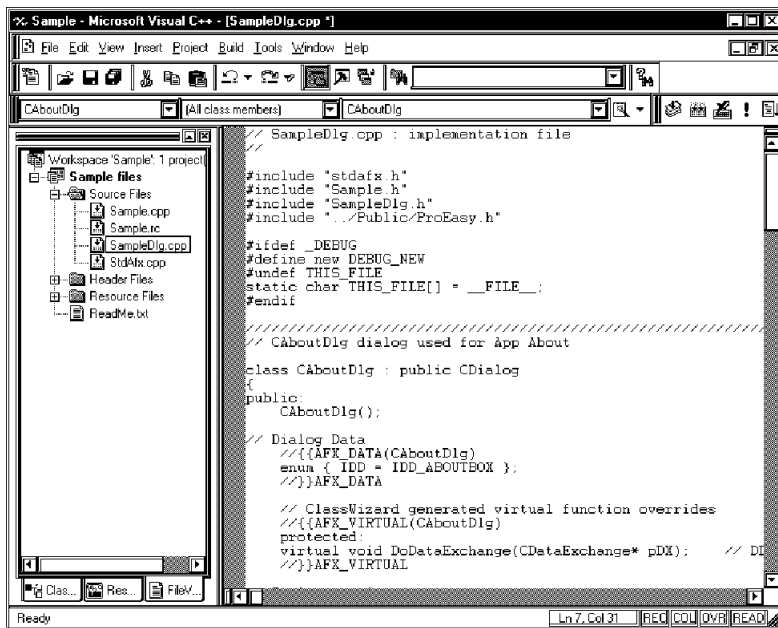 Sample - Microsoft Visual C++ - [SampleDlg.cpp *]
File Edit View Insert Project Build Tools Window Help
CAboutDlg (All class members) CAboutDlg
Workspace 'Sample': 1 project(
Sample files
Source Files
Sample.cpp
Sample.rc
SampleDlg.cpp
StdAfx.cpp
Header Files
Resource Files
ReadMe.txt
Clas... Res... FileV...
// SampleDlg.cpp : implementation file
//
#include "stdafx.h"
#include "Sample.h"
#include "SampleDlg.h"
#include "../Public/ProEasy.h"
#ifdef _DEBUG
#define new DEBUG_NEW
#undef THIS_FILE
static char THIS_FILE[] = __FILE__;
#endif
/////////////////////////////////////////////////////////////
// CAboutDlg dialog used for App About
class CAboutDlg : public CDialog
{
public:
    CAboutDlg();
// Dialog Data
    //{{AFX_DATA(CAboutDlg)
    enum { IDD = IDD_ABOUTBOX };
    //}}AFX_DATA
    // ClassWizard generated virtual function overrides
    //{{AFX_VIRTUAL(CAboutDlg)
    protected:
    virtual void DoDataExchange(CDataExchange* pDX);    // DD
    //}}AFX_VIRTUAL
Ready Ln 7, Col 31 REC COL OVR READ